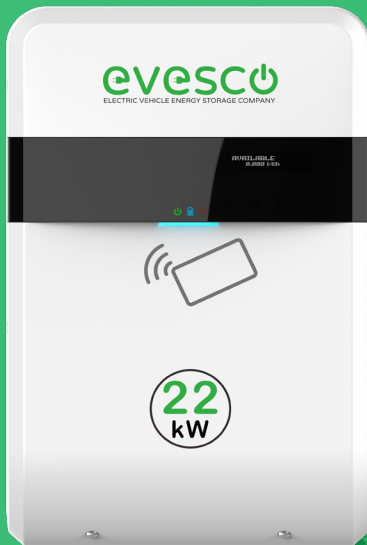 evesco
ELECTRIC VEHICLE ENERGY STORAGE COMPANY
AVAILABLE
0.000 kWh
22
kW